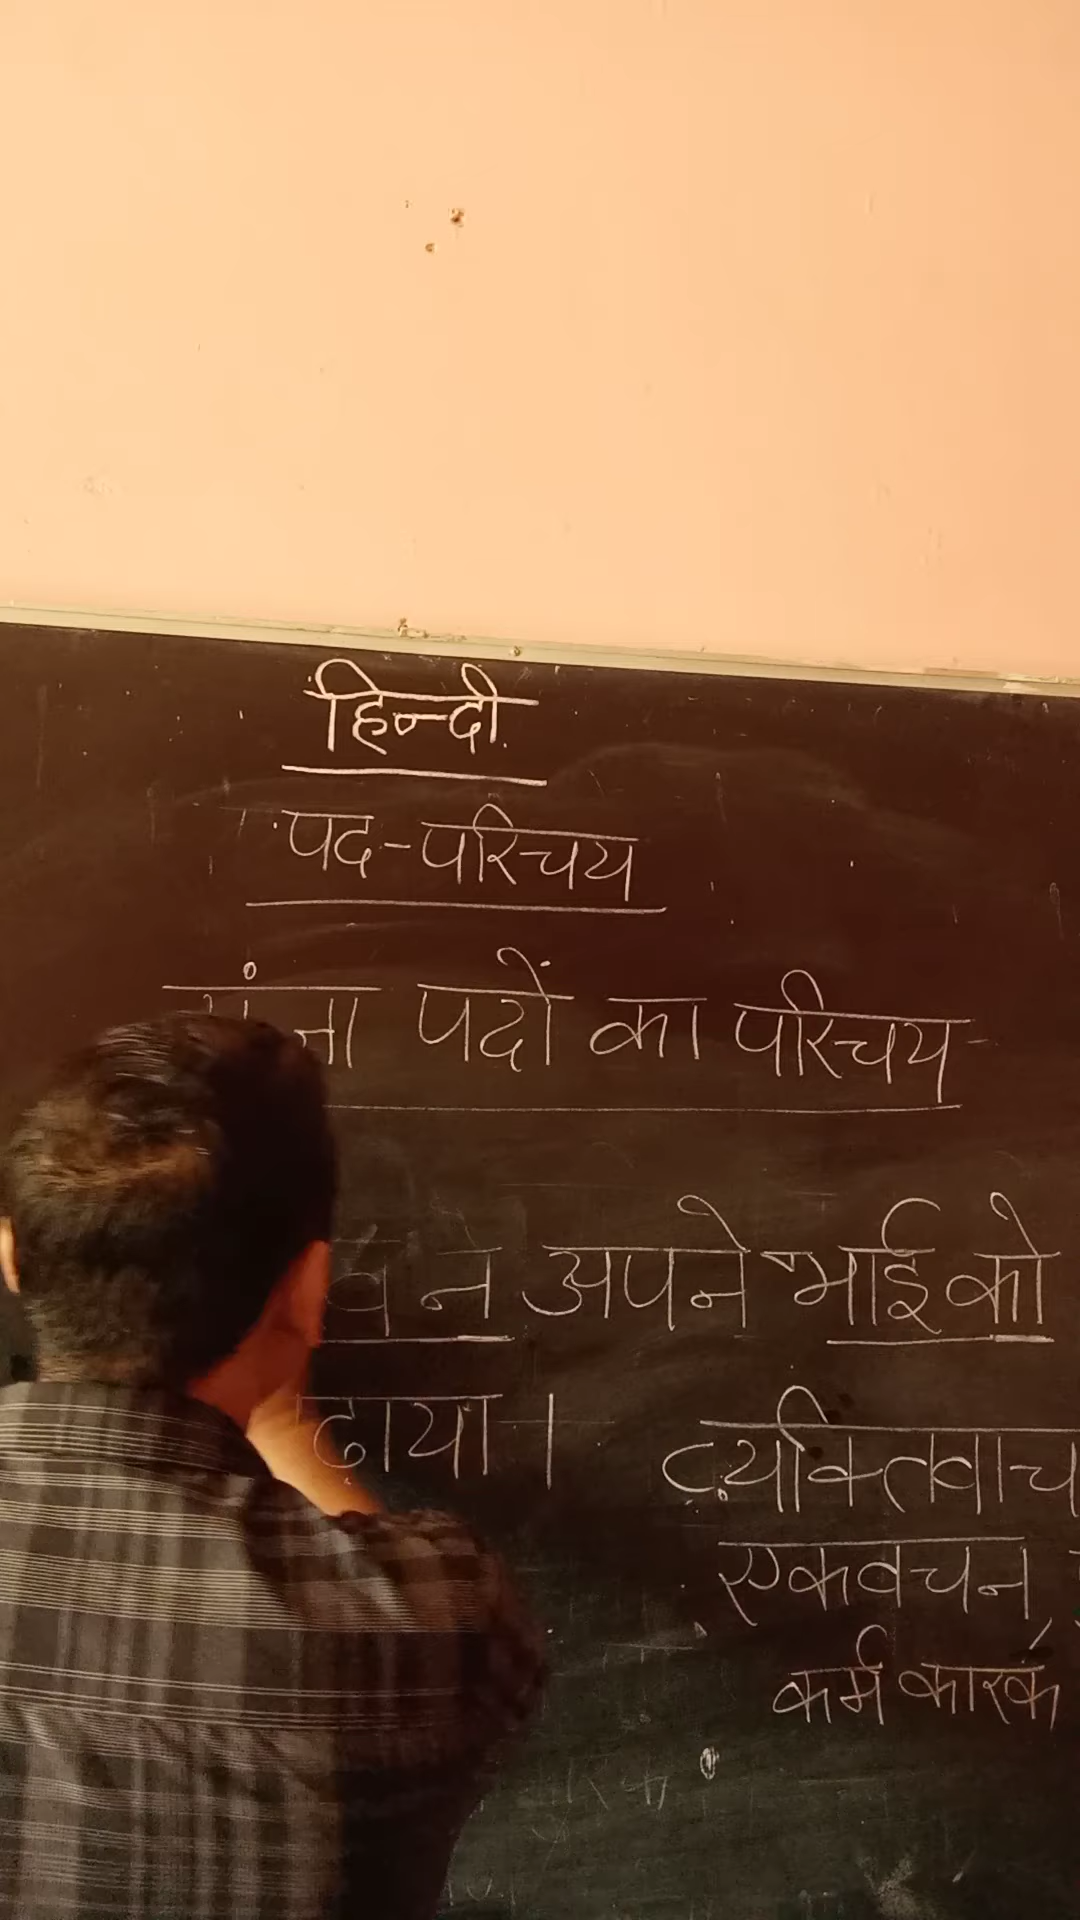 हिन्दी
पद-परिचय
पदों का परिचय-
न अपने भाई को
व्यक्तिवाच
एकवचन,
कर्म कारक